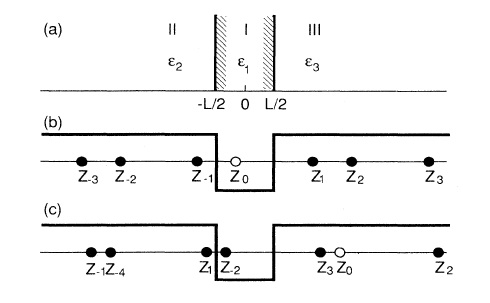 (a) II I III
ε₂ ε₁ ε₃
-L/2 0 L/2
(b)
Z₋₃ Z₋₂ Z₋₁ Z₀ Z₁ Z₂ Z₃
(c)
Z₋₁ Z₋₄ Z₁ Z₋₂ Z₃ Z₀ Z₂